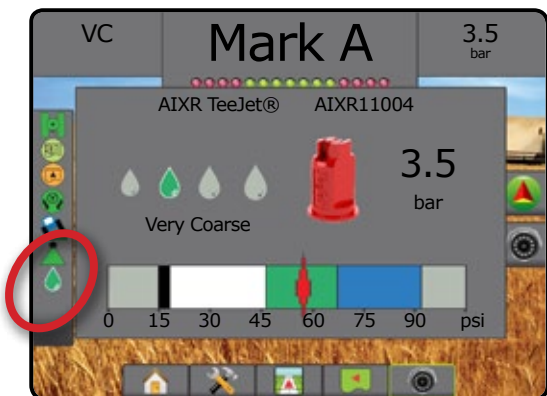 VC Mark A 3.5
bar
AIXR TeeJet® AIXR11004
3.5
bar
Very Coarse
0 15 30 45 60 75 90 psi